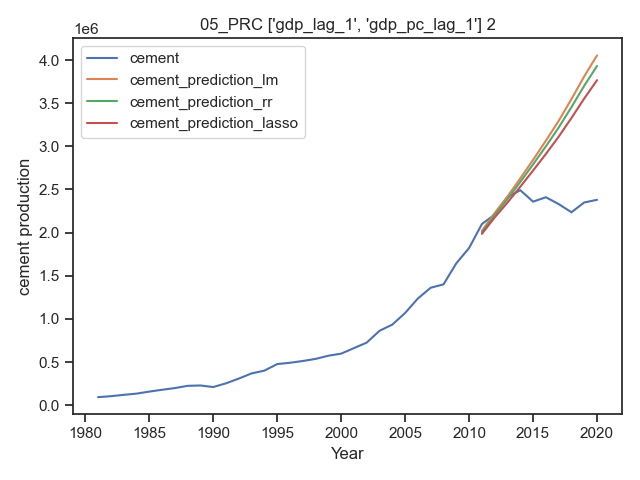 05_PRC ['gdp_lag_1', 'gdp_pc_lag_1'] 2
1e6
cement
cement_prediction_lm
cement_prediction_rr
cement_prediction_lasso
4.0
3.5
3.0
2.5
2.0
1.5
1.0
0.5
0.0
cement production
1980 1985 1990 1995 2000 2005 2010 2015 2020
Year